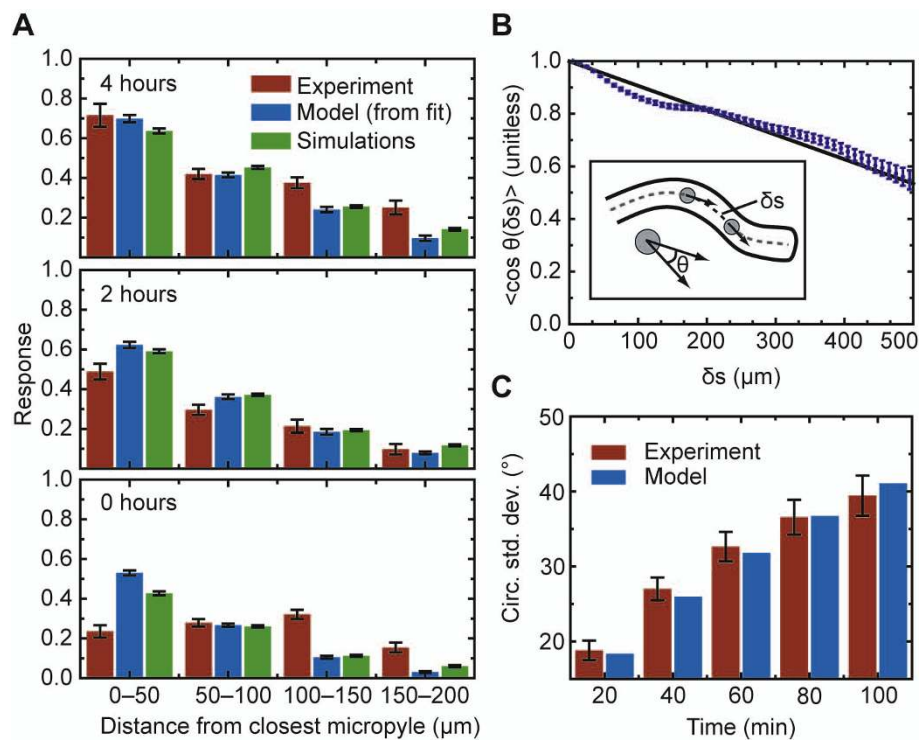 A
1.0
0.8
0.6
0.4
0.2
4 hours
Experiment
Model (from fit)
Simulations
1.0
0.8
0.6
0.4
0.2
2 hours
Response
1.0
0.8
0.6
0.4
0.2
0.0
0 hours
0–50
50–100
100–150
150–200
Distance from closest micropyle (µm)
B
1.0
0.8
0.6
0.4
0.2
0.0
<cos θ(δs)> (unitless)
δs
θ
0
100
200
300
400
500
δs (µm)
C
50
40
30
20
Circ. std. dev. (°)
Experiment
Model
20
40
60
80
100
Time (min)